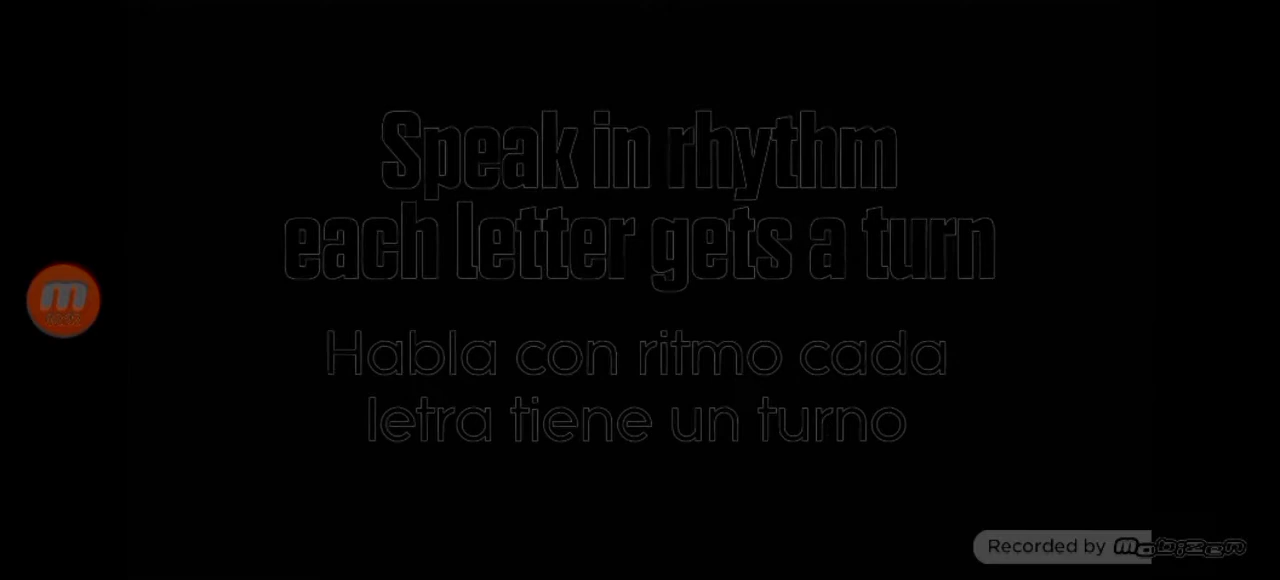 Speak in rhythm
each letter gets a turn
Habla con ritmo cada
letra tiene un turno
Recorded by mobizen